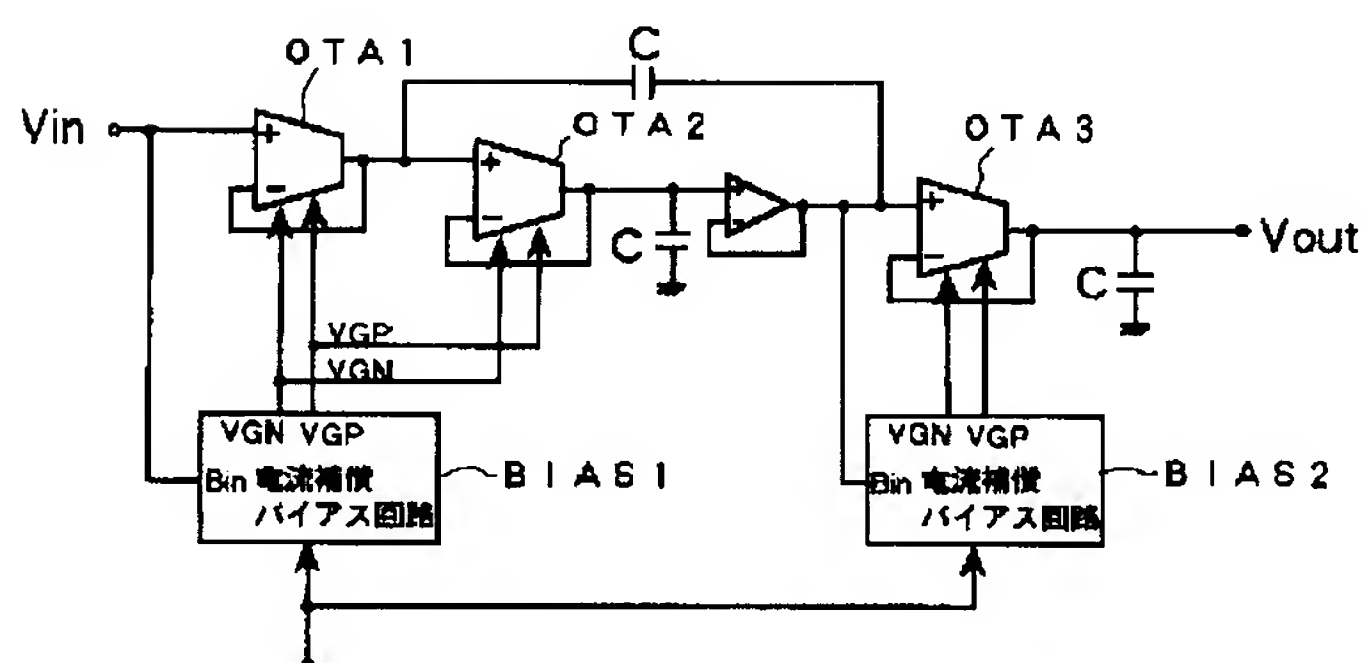 OTA1
C
Vin
+
-
OTA2
+
-
C
+
-
OTA3
+
-
Vout
C
VGP
VGN
VGN VGP
Bin 電流補償
バイアス回路
BIAS1
VGN VGP
Bin 電流補償
バイアス回路
BIAS2